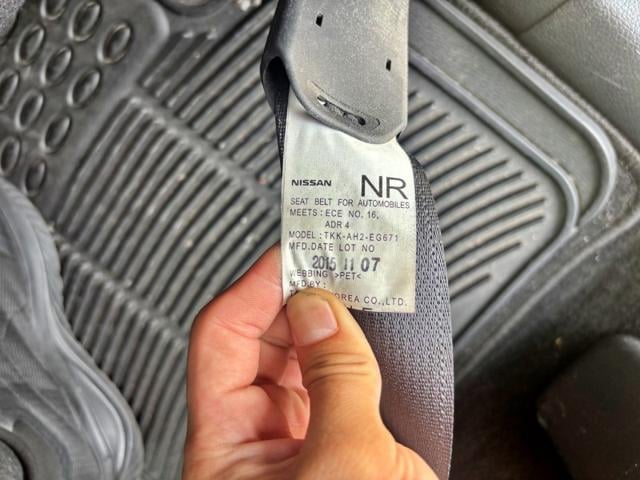 NISSAN NR
SEAT BELT FOR AUTOMOBILES
MEETS: ECE NO. 16,
ADR 4
MODEL: TKK-AH2-EG671
MFD.DATE LOT NO
2015 11 07
WEBBING >PET<
MFD.BY:
CO.,LTD.